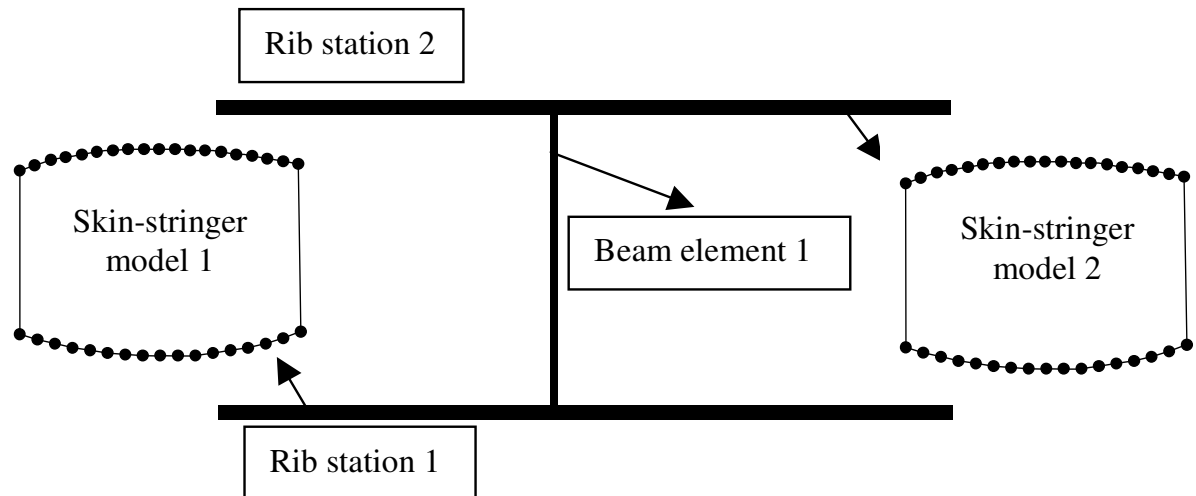 Rib station 2
Skin-stringer
model 1
Beam element 1
Skin-stringer
model 2
Rib station 1